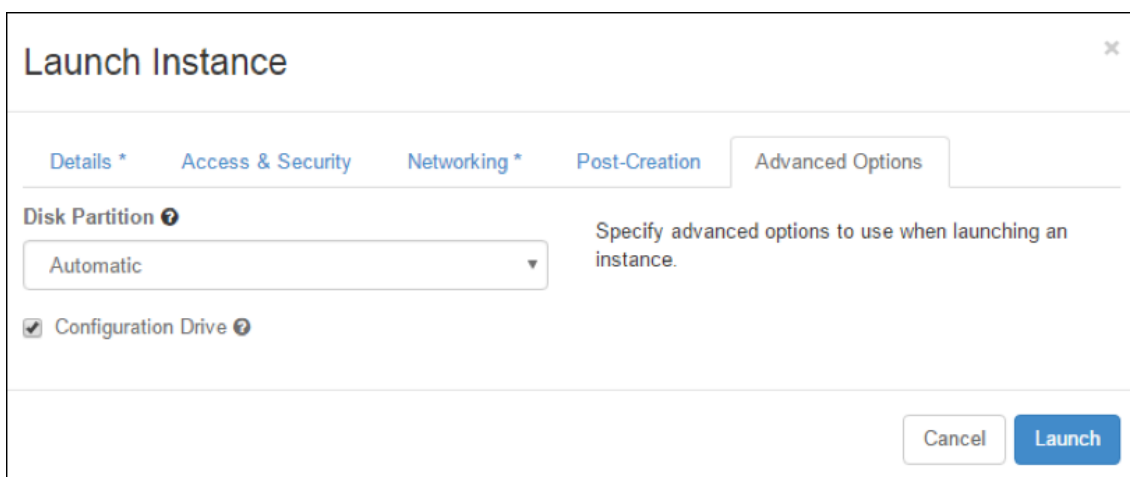 Launch Instance
×
Details * Access & Security Networking * Post-Creation Advanced Options
Disk Partition
Specify advanced options to use when launching an
instance.
Automatic
Configuration Drive
Cancel Launch